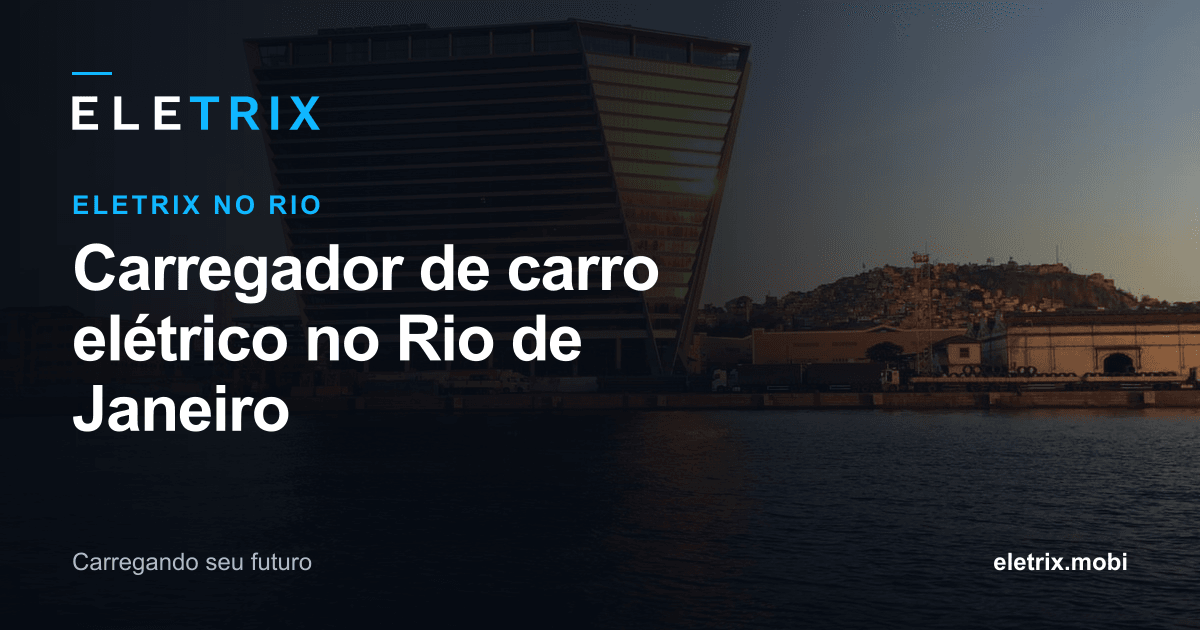 ELETRIX
ELETRIX NO RIO
Carregador de carro
elétrico no Rio de
Janeiro
Carregando seu futuro
eletrix.mobi